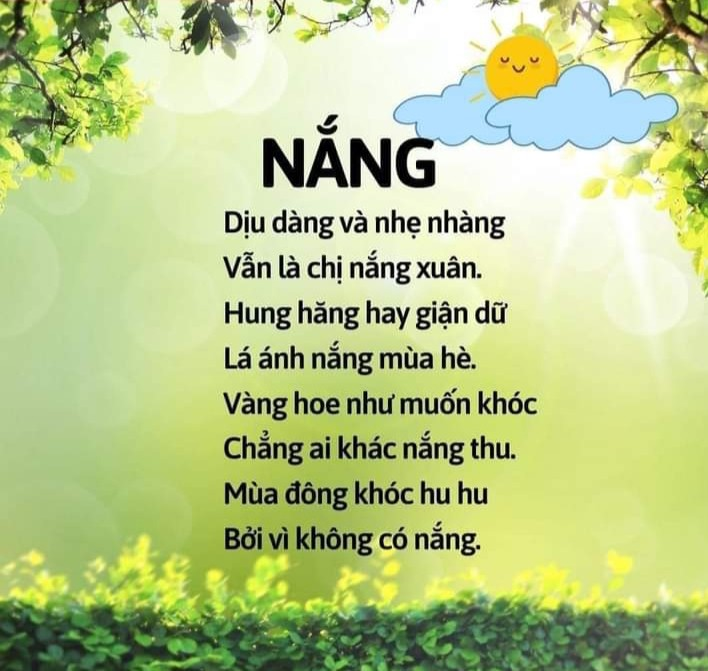 NẮNG
Dịu dàng và nhẹ nhàng
Vẫn là chị nắng xuân.
Hung hăng hay giận dữ
Lá ánh nắng mùa hè.
Vàng hoe như muốn khóc
Chẳng ai khác nắng thu.
Mùa đông khóc hu hu
Bởi vì không có nắng.